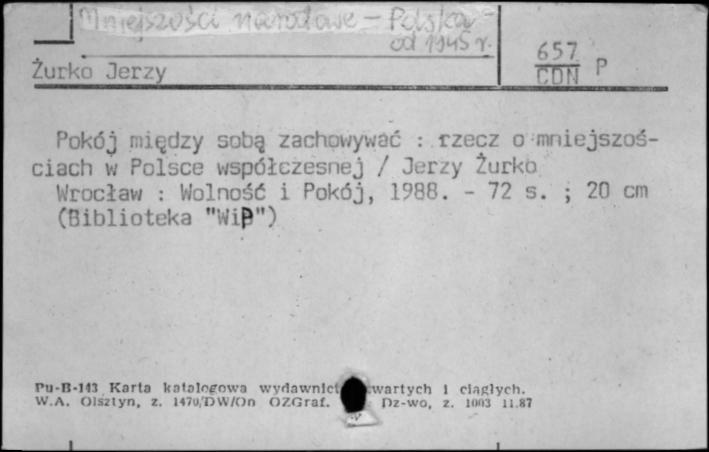 Mniejszości narodowe - Polska -
od 1945 r.
Żurko Jerzy
657
CDN P
Pokój między sobą zachowywać : rzecz o mniejszoś-
ciach w Polsce współczesnej / Jerzy Żurko
Wrocław : Wolność i Pokój, 1988. - 72 s. ; 20 cm
(Biblioteka "WiP")
Pu-B-143 Karta katalogowa wydawnict wartych i ciągłych.
W.A. Olsztyn, z. 1470/DW/On OZGraf. Dz-wo, z. 1003 11.87